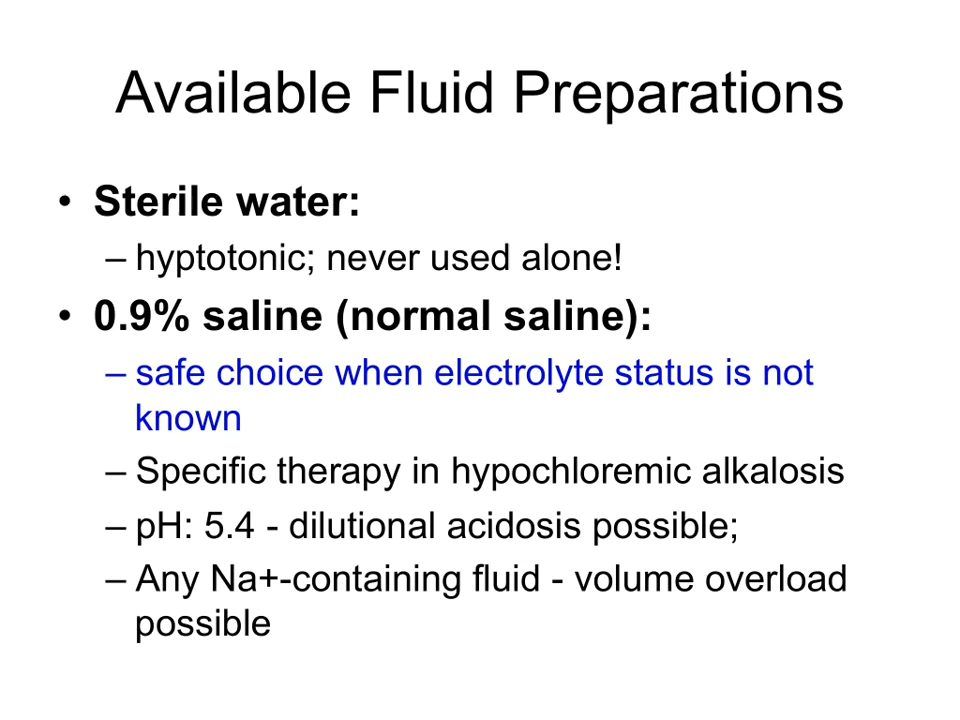 Available Fluid Preparations
• Sterile water:
– hyptotonic; never used alone!
• 0.9% saline (normal saline):
– safe choice when electrolyte status is not
known
– Specific therapy in hypochloremic alkalosis
– pH: 5.4 - dilutional acidosis possible;
– Any Na+-containing fluid - volume overload
possible